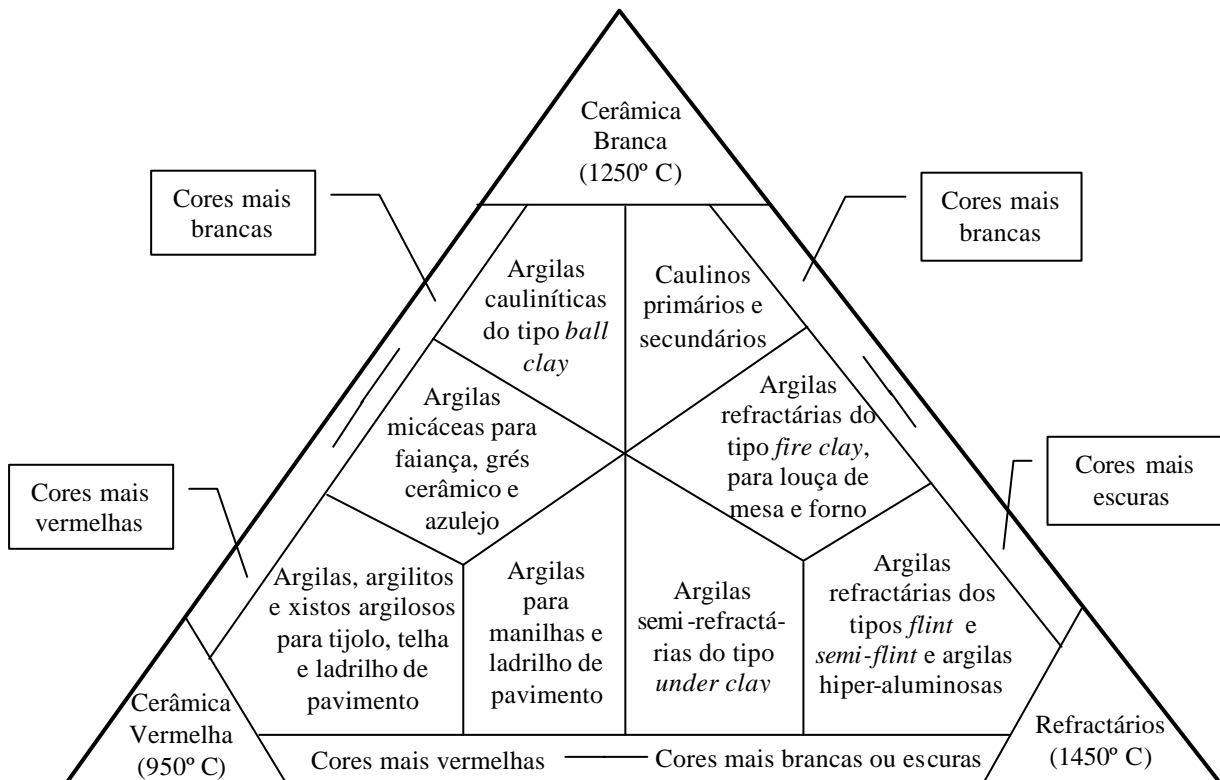 Cerâmica
Branca
(1250º C)
Cores mais
brancas
Cores mais
brancas
Argilas
cauliníticas
do tipo ball
clay
Caulinos
primários e
secundários
Argilas
micáceas para
faiança, grés
cerâmico e
azulejo
Argilas
refractárias do
tipo fire clay,
para louça de
mesa e forno
Cores mais
vermelhas
Cores mais
escuras
Argilas, argilitos
e xistos argilosos
para tijolo, telha
e ladrilho de
pavimento
Argilas
para
manilhas e
ladrilho de
pavimento
Argilas
semi-refractá-
rias do tipo
under clay
Argilas
refractárias dos
tipos flint e
semi-flint e argilas
hiper-aluminosas
Cerâmica
Vermelha
(950º C)
Cores mais vermelhas
Cores mais brancas ou escuras
Refractários
(1450º C)